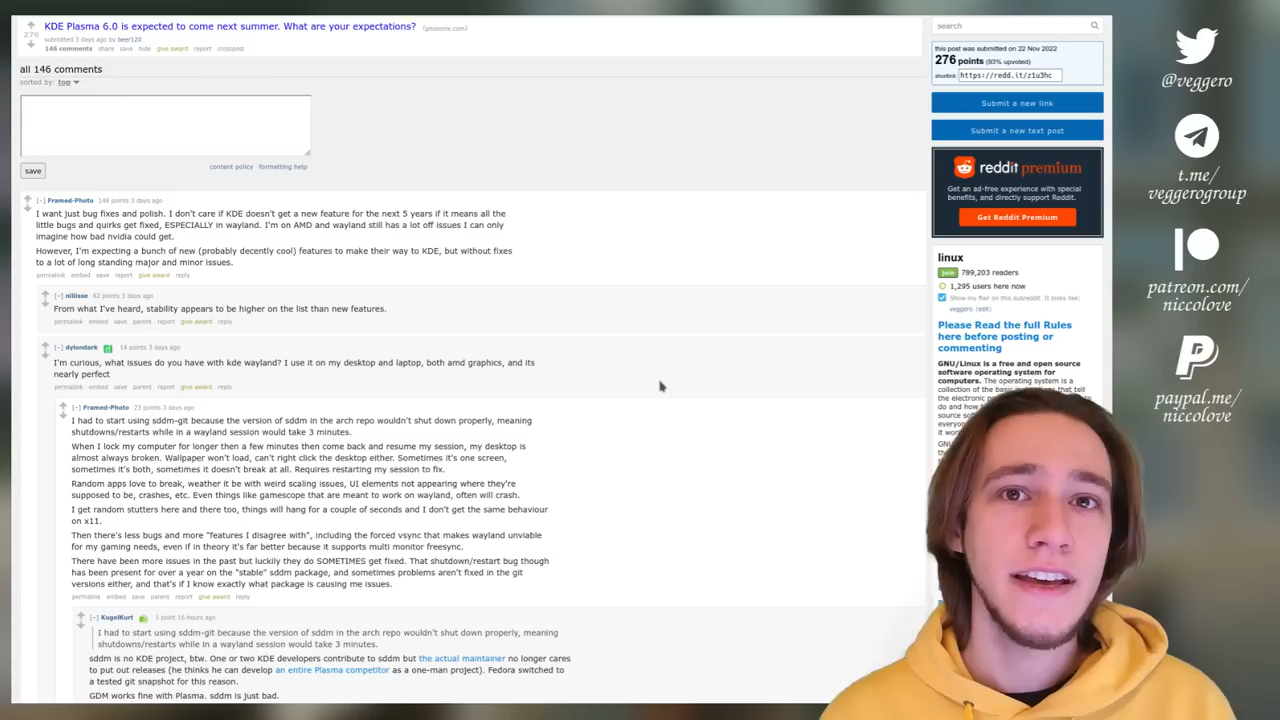 KDE Plasma 6.0 is expected to come next summer. What are your expectations? (phoronix.com)
276
submitted 3 days ago by beer120
146 comments share save hide give award report crosspost
all 146 comments
sorted by: top
save
content policy formatting help
[-] Framed-Photo 148 points 3 days ago
I want just bug fixes and polish. I don't care if KDE doesn't get a new feature for the next 5 years if it means all the
little bugs and quirks get fixed, ESPECIALLY in wayland. I'm on AMD and wayland still has a lot off issues I can only
imagine how bad nvidia could get.
However, I'm expecting a bunch of new (probably decently cool) features to make their way to KDE, but without fixes
to a lot of long standing major and minor issues.
permalink embed save report give award reply
[-] niilisse 62 points 3 days ago
From what I've heard, stability appears to be higher on the list than new features.
permalink embed save parent report give award reply
[-] dylondark 14 points 3 days ago
I'm curious, what issues do you have with kde wayland? I use it on my desktop and laptop, both amd graphics, and its
nearly perfect
permalink embed save parent report give award reply
[-] Framed-Photo 23 points 3 days ago
I had to start using sddm-git because the version of sddm in the arch repo wouldn't shut down properly, meaning
shutdowns/restarts while in a wayland session would take 3 minutes.
When I lock my computer for longer then a few minutes then come back and resume my session, my desktop is
almost always broken. Wallpaper won't load, can't right click the desktop either. Sometimes it's one screen,
sometimes it's both, sometimes it doesn't break at all. Requires restarting my session to fix.
Random apps love to break, weather it be with weird scaling issues, UI elements not appearing where they're
supposed to be, crashes, etc. Even things like gamescope that are meant to work on wayland, often will crash.
I get random stutters here and there too, things will hang for a couple of seconds and I don't get the same behaviour
on x11.
Then there's less bugs and more "features I disagree with", including the forced vsync that makes wayland unviable
for my gaming needs, even if in theory it's far better because it supports multi monitor freesync.
There have been more issues in the past but luckily they do SOMETIMES get fixed. That shutdown/restart bug though
has been present for over a year on the "stable" sddm package, and sometimes problems aren't fixed in the git
versions either, and that's if I know exactly what package is causing me issues.
permalink embed save parent report give award reply
[-] KugelKurt 1 point 16 hours ago
I had to start using sddm-git because the version of sddm in the arch repo wouldn't shut down properly, meaning
shutdowns/restarts while in a wayland session would take 3 minutes.
sddm is no KDE project, btw. One or two KDE developers contribute to sddm but the actual maintainer no longer cares
to put out releases (he thinks he can develop an entire Plasma competitor as a one-man project). Fedora switched to
a tested git snapshot for this reason.
GDM works fine with Plasma. sddm is just bad.
search
this post was submitted on 22 Nov 2022
276 points (93% upvoted)
shortlink: https://redd.it/z1u3hc
Submit a new link
Submit a new text post
reddit premium
Get an ad-free experience with special
benefits, and directly support Reddit.
Get Reddit Premium
linux
join 789,203 readers
1,295 users here now
Show my flair on this subreddit. It looks like:
veggero (edit)
Please Read the full Rules
here before posting or
commenting
GNU/Linux is a free and open source
software operating system for
computers. The operating system is a
collection of the basic instructions that tell
the electronic
and how
@veggero
t.me/
veggerogroup
patreon.com/
niccolove
paypal.me/
niccolove